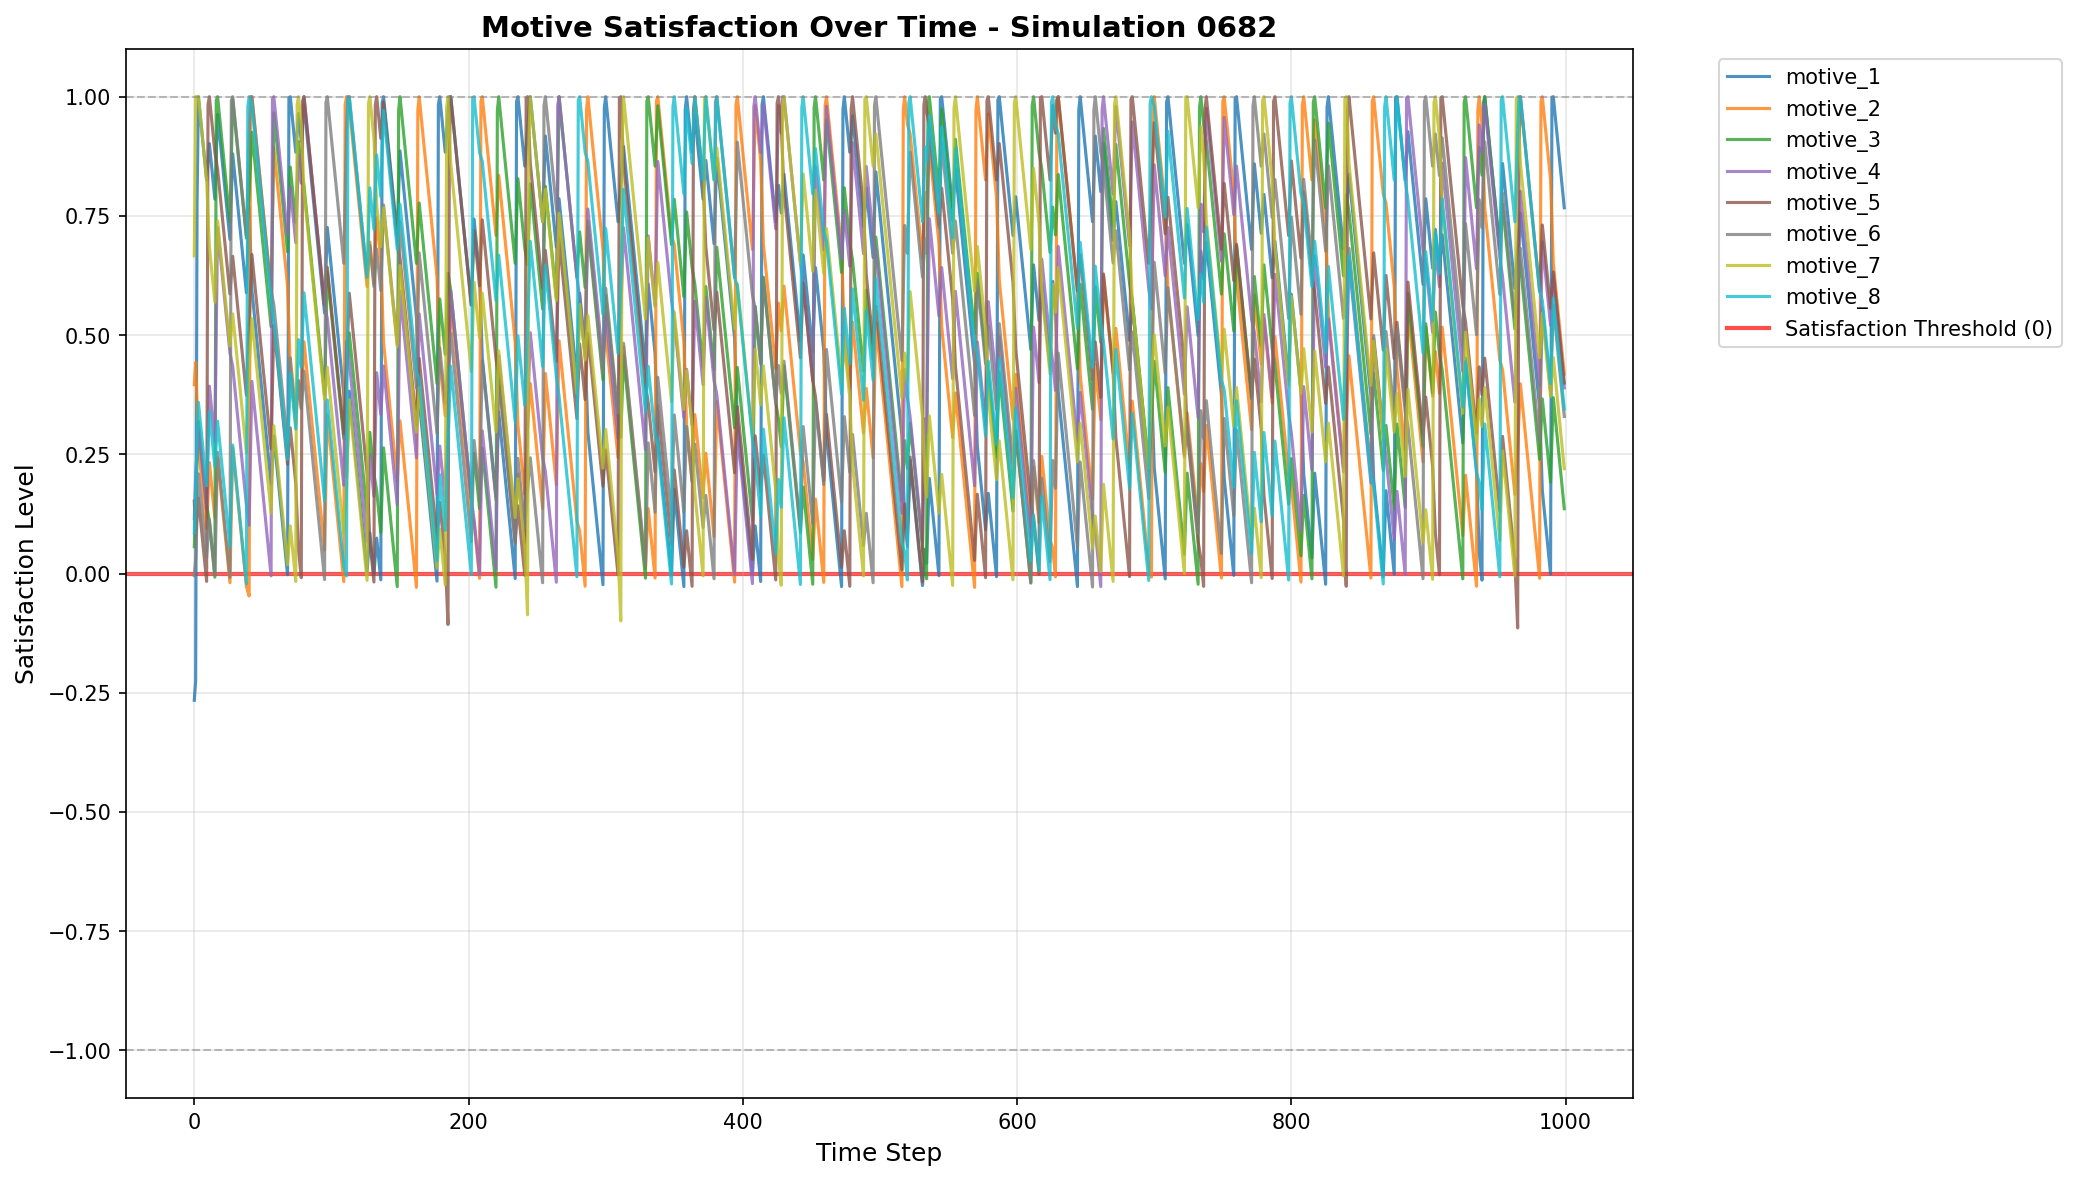 Motive Satisfaction Over Time - Simulation 0682
1.00
0.75
0.50
0.25
0.00
−0.25
−0.50
−0.75
−1.00
Satisfaction Level
0
200
400
600
800
1000
Time Step
motive_1
motive_2
motive_3
motive_4
motive_5
motive_6
motive_7
motive_8
Satisfaction Threshold (0)